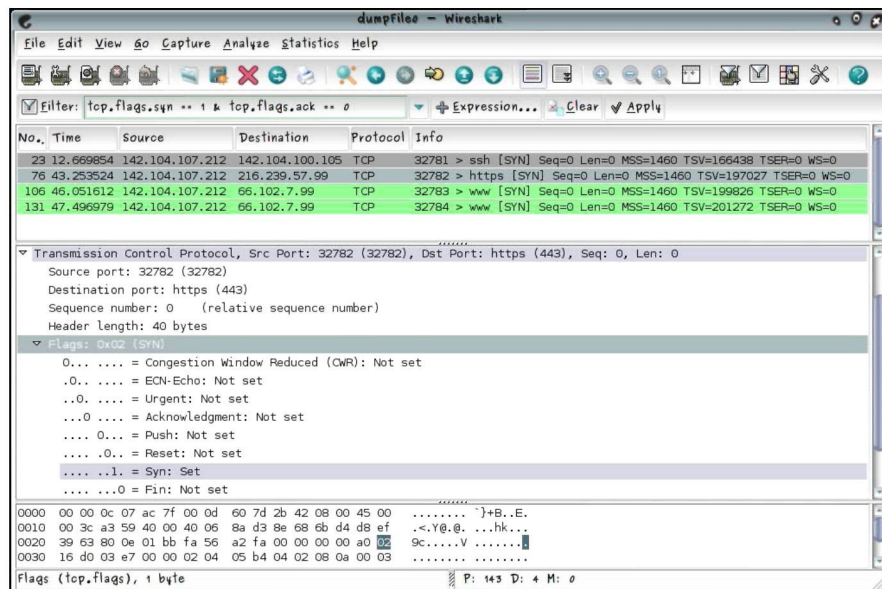 dumpFile2 - Wireshark
File Edit View Go Capture Analyze Statistics Help
Filter: tcp.flags.syn == 1 & tcp.flags.ack == 0 Expression... Clear Apply
No.. Time Source Destination Protocol Info
23 12.669854 142.104.107.212 142.104.100.105 TCP 32781 > ssh [SYN] Seq=0 Len=0 MSS=1460 TSV=166438 TSER=0 WS=0
76 43.253524 142.104.107.212 216.239.57.99 TCP 32782 > https [SYN] Seq=0 Len=0 MSS=1460 TSV=197027 TSER=0 WS=0
106 46.051612 142.104.107.212 66.102.7.99 TCP 32783 > www [SYN] Seq=0 Len=0 MSS=1460 TSV=199826 TSER=0 WS=0
131 47.496979 142.104.107.212 66.102.7.99 TCP 32784 > www [SYN] Seq=0 Len=0 MSS=1460 TSV=201272 TSER=0 WS=0
Transmission Control Protocol, Src Port: 32782 (32782), Dst Port: https (443), Seq: 0, Len: 0
Source port: 32782 (32782)
Destination port: https (443)
Sequence number: 0 (relative sequence number)
Header length: 40 bytes
Flags: 0x02 (SYN)
0... .... = Congestion Window Reduced (CWR): Not set
.0.. .... = ECN-Echo: Not set
..0. .... = Urgent: Not set
...0 .... = Acknowledgment: Not set
.... 0... = Push: Not set
.... .0.. = Reset: Not set
.... ..1. = Syn: Set
.... ...0 = Fin: Not set
0000 00 00 0c 07 ac 7f 00 0d 60 7d 2b 42 08 00 45 00 ........ `}+B..E.
0010 00 3c a3 59 40 00 40 06 8a d3 8e 68 6b d4 d8 ef .<.Y@.@. ...hk...
0020 39 63 80 0e 01 bb fa 56 a2 fa 00 00 00 00 a0 02 9c.....V ........
0030 16 d0 03 e7 00 00 02 04 05 b4 04 02 08 0a 00 03 ........ ........
Flags (tcp.flags), 1 byte P: 143 D: 4 M: 0